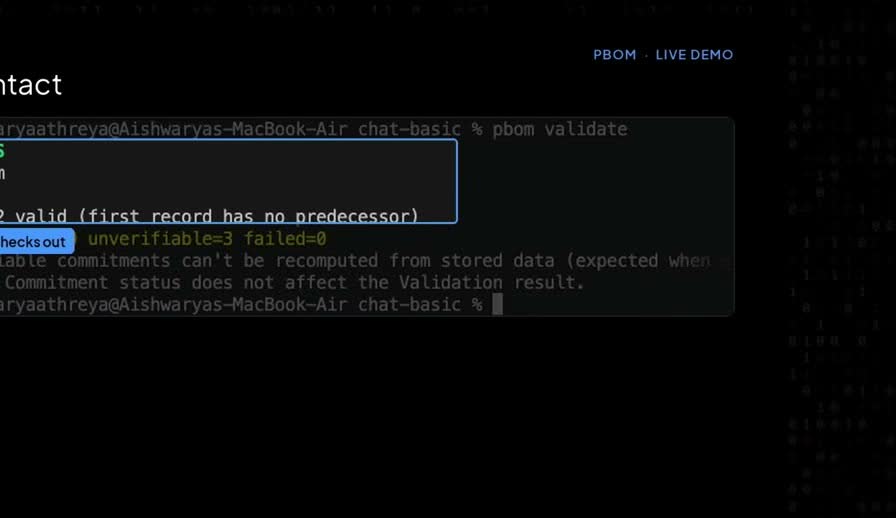 PBOM · LIVE DEMO
ntact
aryaathreya@Aishwaryas-MacBook-Air chat-basic % pbom validate
S
m
2 valid (first record has no predecessor)
hecks out
unverifiable=3 failed=0
iable commitments can't be recomputed from stored data (expected when
Commitment status does not affect the Validation result.
aryaathreya@Aishwaryas-MacBook-Air chat-basic %